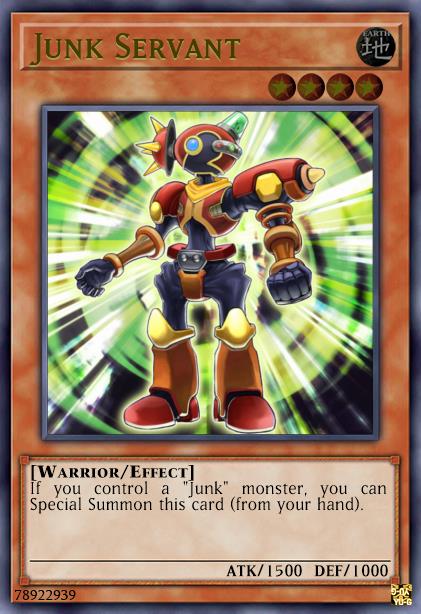 JUNK SERVANT
EARTH
地
[WARRIOR/EFFECT]
If you control a "Junk" monster, you can
Special Summon this card (from your hand).
ATK/1500 DEF/1000
78922939